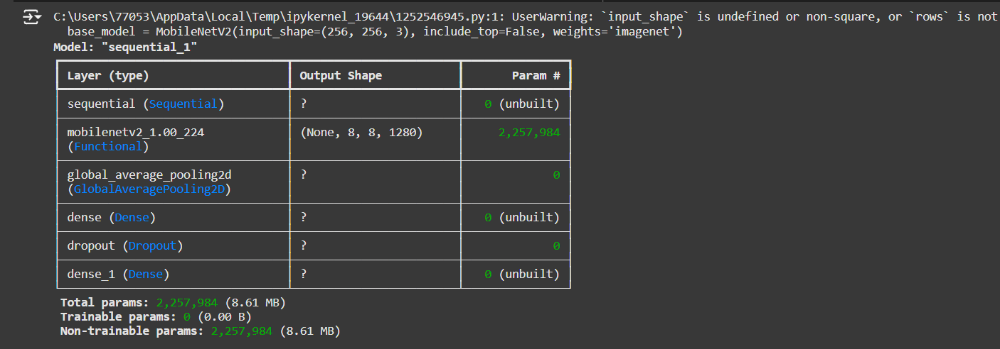 C:\Users\77053\AppData\Local\Temp\ipykernel_19644\1252546945.py:1: UserWarning: `input_shape` is undefined or non-square, or `rows` is not
base_model = MobileNetV2(input_shape=(256, 256, 3), include_top=False, weights='imagenet')
Model: "sequential_1"
Layer (type) Output Shape Param #
sequential (Sequential) ? 0 (unbuilt)
mobilenetv2_1.00_224 (None, 8, 8, 1280) 2,257,984
(Functional)
global_average_pooling2d ? 0
(GlobalAveragePooling2D)
dense (Dense) ? 0 (unbuilt)
dropout (Dropout) ? 0
dense_1 (Dense) ? 0 (unbuilt)
Total params: 2,257,984 (8.61 MB)
Trainable params: 0 (0.00 B)
Non-trainable params: 2,257,984 (8.61 MB)